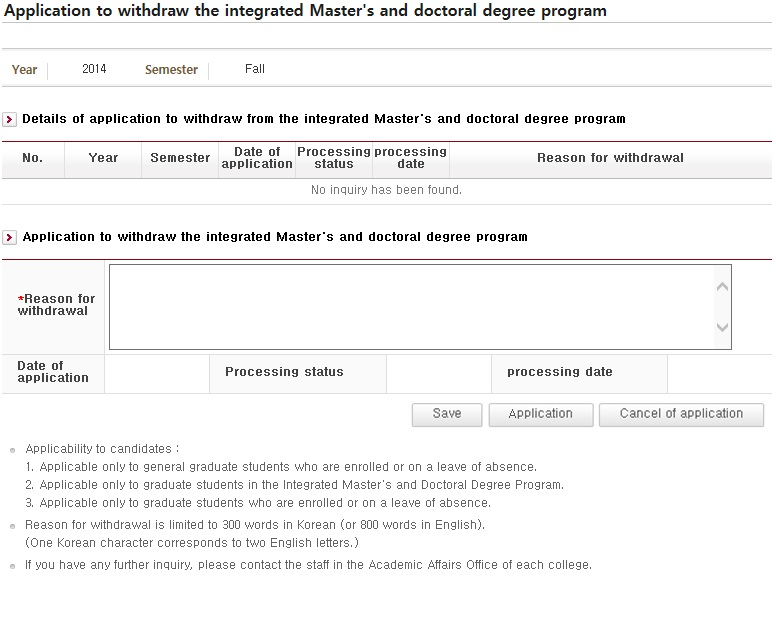 Application to withdraw the integrated Master's and doctoral degree program
Year 2014 Semester Fall
Details of application to withdraw from the integrated Master's and doctoral degree program
No. Year Semester Date of application Processing status processing date Reason for withdrawal
No inquiry has been found.
Application to withdraw the integrated Master's and doctoral degree program
*Reason for
withdrawal
Date of
application Processing status processing date
Save Application Cancel of application
Applicability to candidates :
1. Applicable only to general graduate students who are enrolled or on a leave of absence.
2. Applicable only to graduate students in the Integrated Master's and Doctoral Degree Program.
3. Applicable only to graduate students who are enrolled or on a leave of absence.
Reason for withdrawal is limited to 300 words in Korean (or 800 words in English).
(One Korean character corresponds to two English letters.)
If you have any further inquiry, please contact the staff in the Academic Affairs Office of each college.